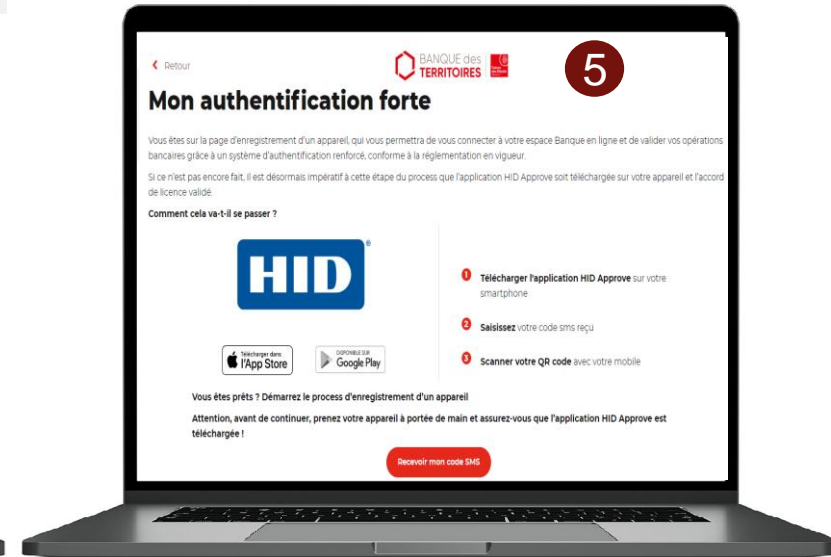 Retour
BANQUE des
TERRITOIRES
5
Mon authentification forte
Vous êtes sur la page d'enregistrement d'un appareil, qui vous permettra de vous connecter à votre espace Banque en ligne et de valider vos opérations
bancaires grâce à un système d'authentification renforcé, conforme à la réglementation en vigueur.
Si ce n'est pas encore fait, il est désormais impératif à cette étape du process que l'application HID Approve soit téléchargée sur votre appareil et l'accord
de licence validé.
Comment cela va-t-il se passer ?
HID®
1 Télécharger l'application HID Approve sur votre
smartphone
2 Saisissez votre code sms reçu
3 Scanner votre QR code avec votre mobile
Télécharger dans
l'App Store
DISPONIBLE SUR
Google Play
Vous êtes prêts ? Démarrez le process d'enregistrement d'un appareil
Attention, avant de continuer, prenez votre appareil à portée de main et assurez-vous que l'application HID Approve est
téléchargée !
Recevoir mon code SMS